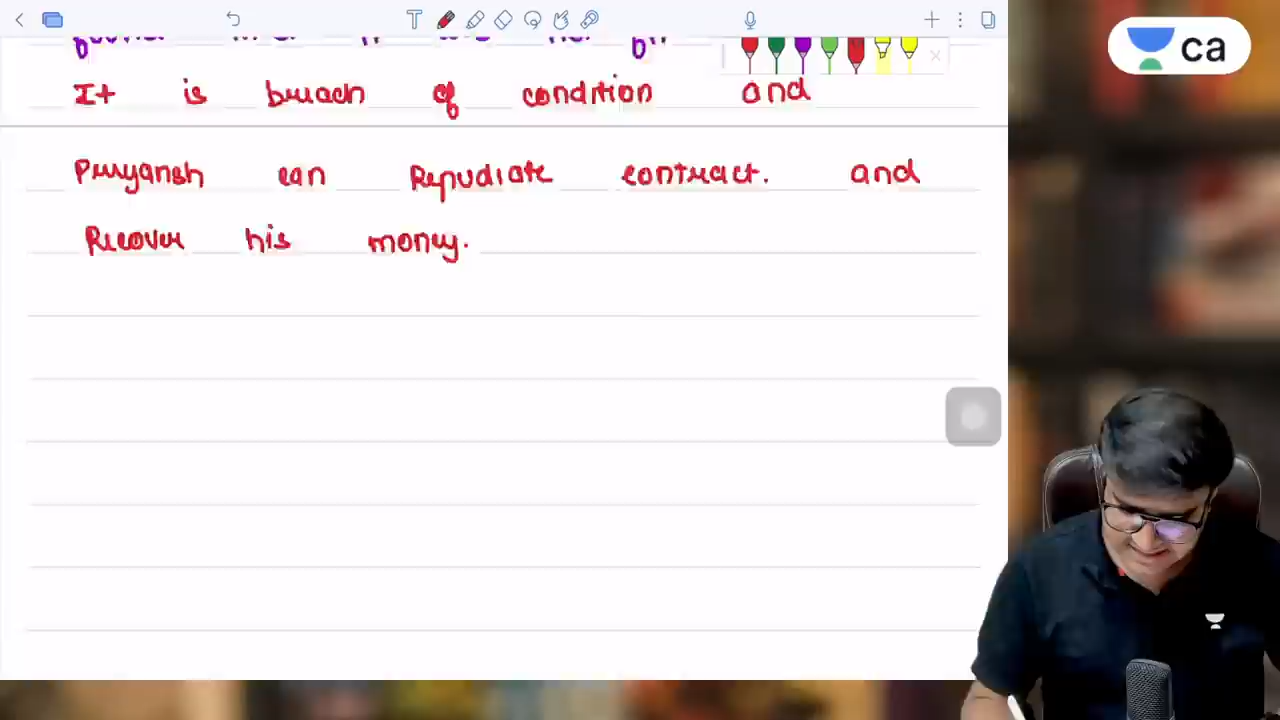 ca
It is breach of condition and
Priyansh can Repudiate contract. and
Recover his money.